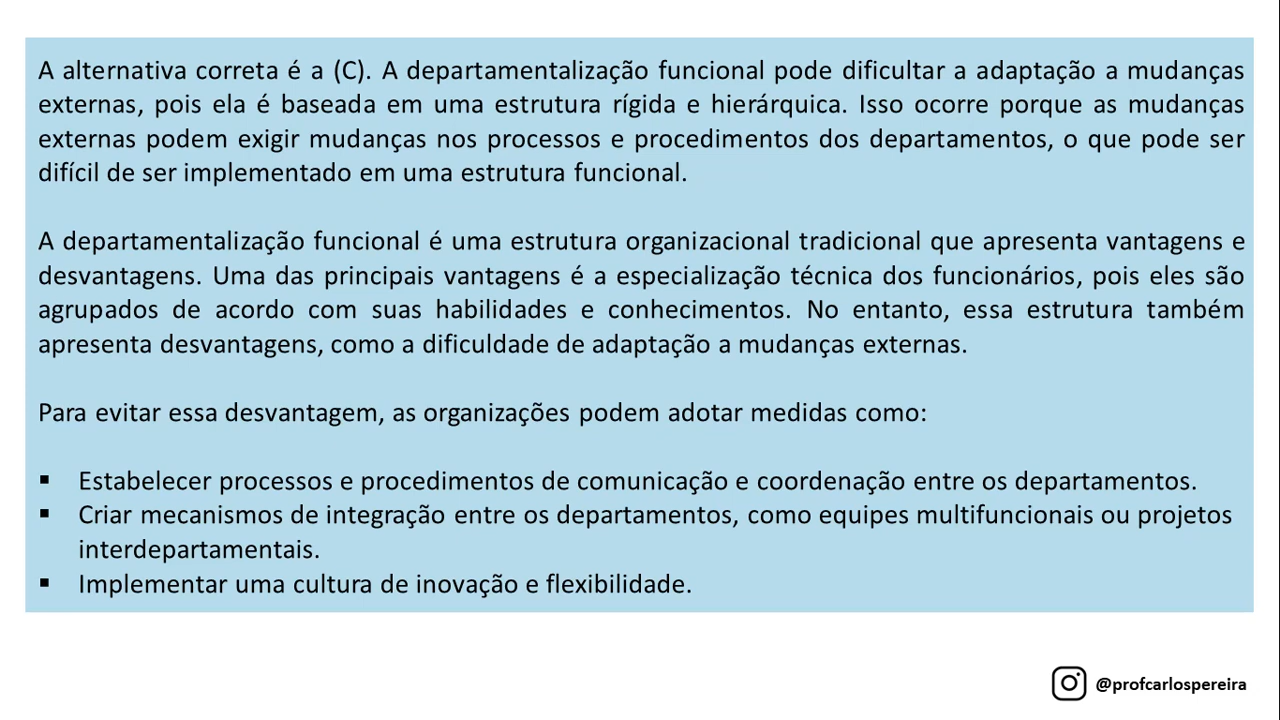 A alternativa correta é a (C). A departamentalização funcional pode dificultar a adaptação a mudanças
externas, pois ela é baseada em uma estrutura rígida e hierárquica. Isso ocorre porque as mudanças
externas podem exigir mudanças nos processos e procedimentos dos departamentos, o que pode ser
difícil de ser implementado em uma estrutura funcional.
A departamentalização funcional é uma estrutura organizacional tradicional que apresenta vantagens e
desvantagens. Uma das principais vantagens é a especialização técnica dos funcionários, pois eles são
agrupados de acordo com suas habilidades e conhecimentos. No entanto, essa estrutura também
apresenta desvantagens, como a dificuldade de adaptação a mudanças externas.
Para evitar essa desvantagem, as organizações podem adotar medidas como:
▪ Estabelecer processos e procedimentos de comunicação e coordenação entre os departamentos.
▪ Criar mecanismos de integração entre os departamentos, como equipes multifuncionais ou projetos
interdepartamentais.
▪ Implementar uma cultura de inovação e flexibilidade.
@profcarlospereira